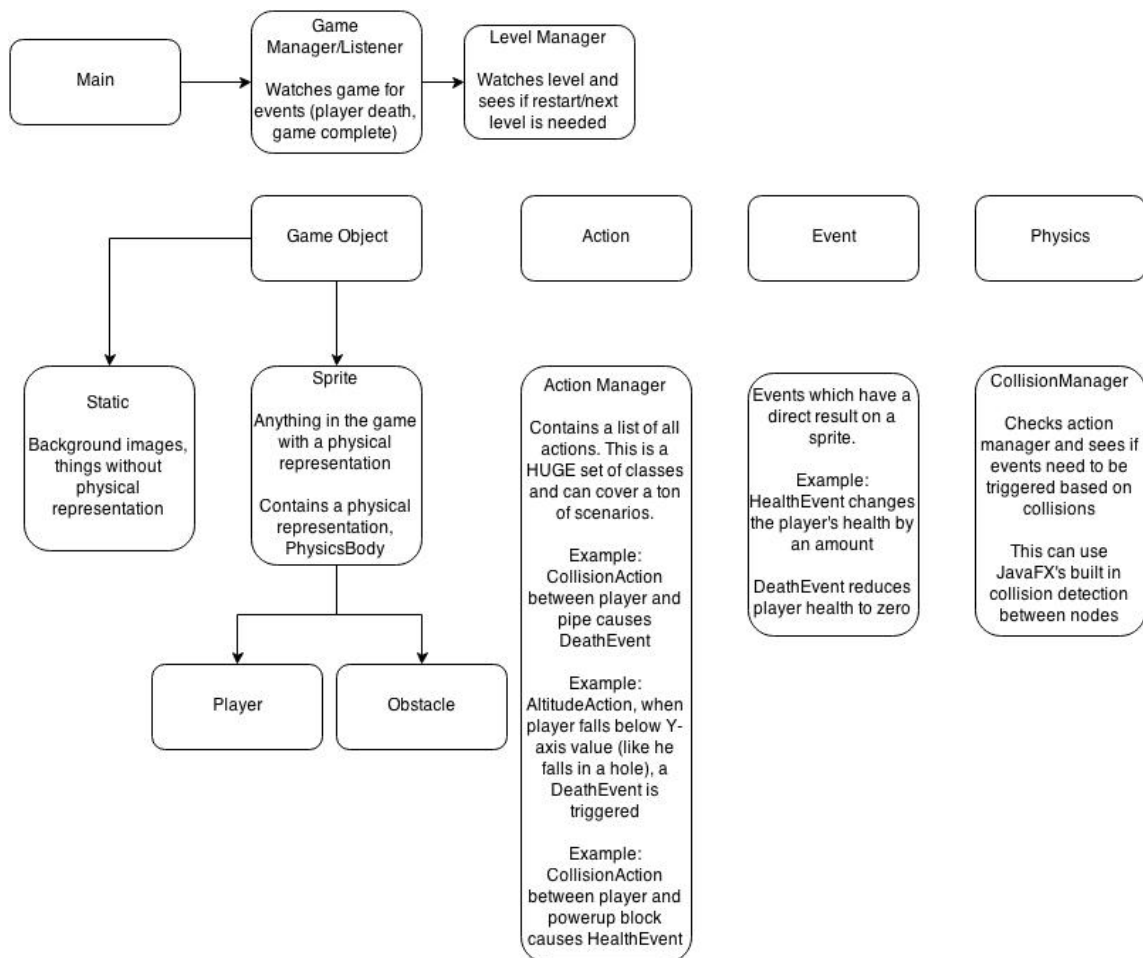 Main
Game
Manager/Listener
Watches game for
events (player death,
game complete)
Level Manager
Watches level and
sees if restart/next
level is needed
Game Object
Action
Event
Physics
Static
Background images,
things without
physical
representation
Sprite
Anything in the game
with a physical
representation
Contains a physical
representation,
PhysicsBody
Player
Obstacle
Action Manager
Contains a list of all
actions. This is a
HUGE set of classes
and can cover a ton
of scenarios.
Example:
CollisionAction
between player and
pipe causes
DeathEvent
Example:
AltitudeAction, when
player falls below Y-
axis value (like he
falls in a hole), a
DeathEvent is
triggered
Example:
CollisionAction
between player and
powerup block
causes HealthEvent
Events which have a
direct result on a
sprite.
Example:
HealthEvent changes
the player's health by
an amount
DeathEvent reduces
player health to zero
CollisionManager
Checks action
manager and sees if
events need to be
triggered based on
collisions
This can use
JavaFX's built in
collision detection
between nodes